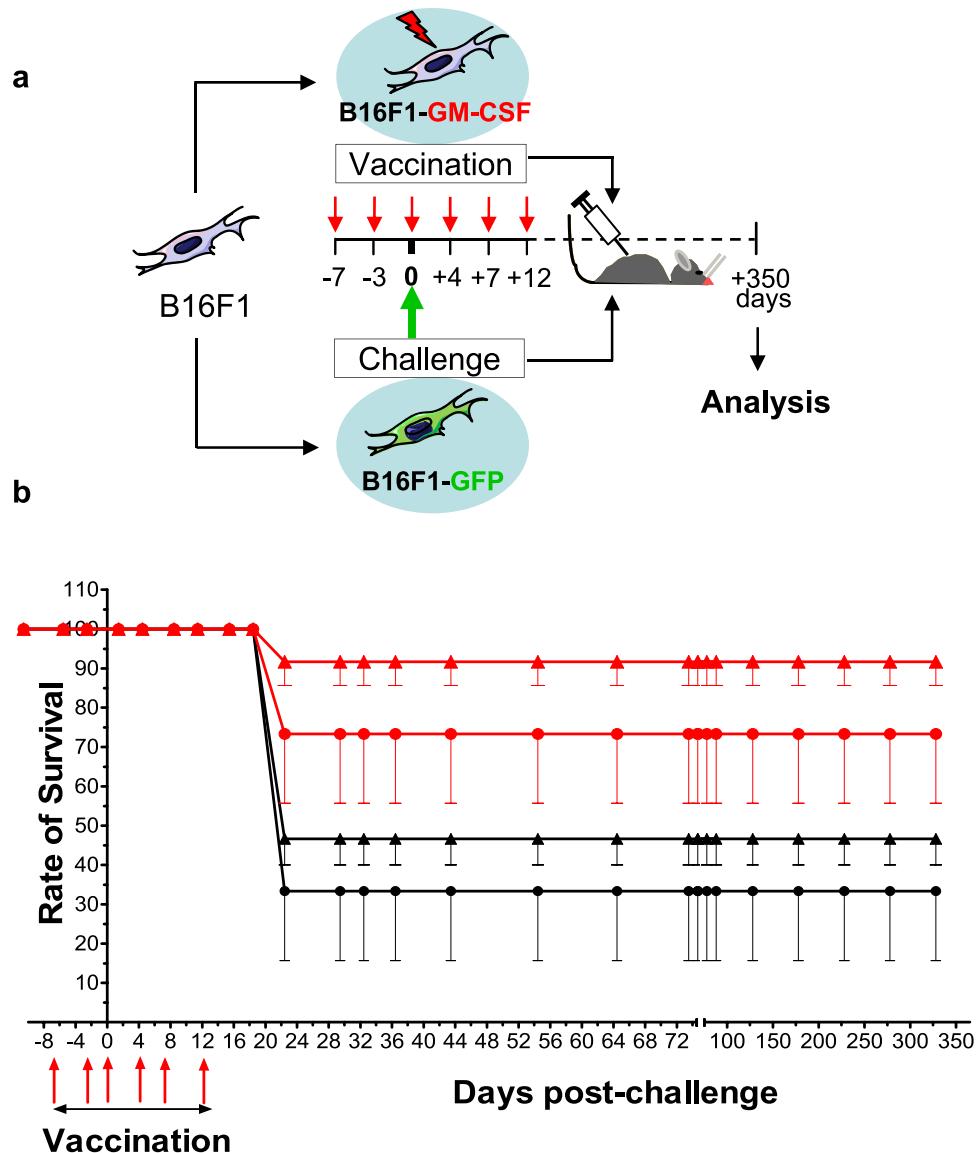 a
B16F1-GM-CSF
Vaccination
-7 -3 0 +4 +7 +12
+350
days
B16F1
Challenge
Analysis
B16F1-GFP
b
110
100
90
80
70
60
50
40
30
20
10
Rate of Survival
-8 -4 0 4 8 12 16 20 24 28 32 36 40 44 48 52 56 60 64 68 72 100 150 200 250 300 350
Days post-challenge
Vaccination